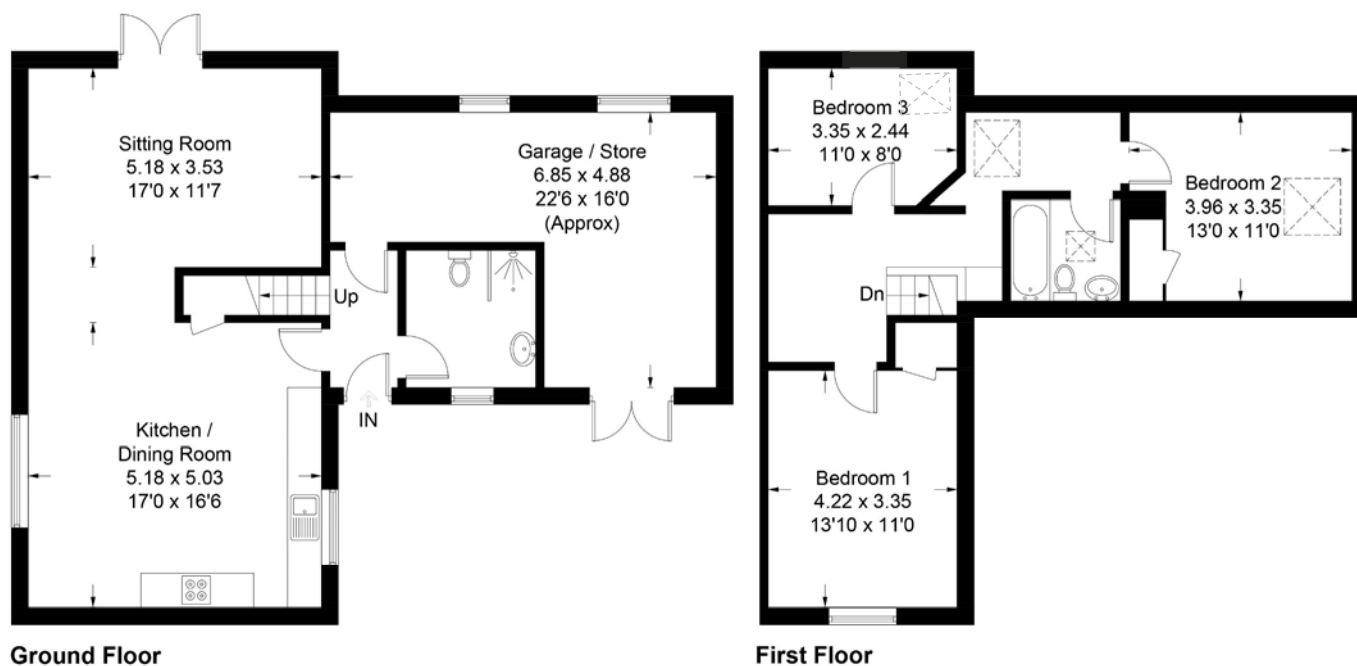 Sitting Room
5.18 x 3.53
17'0 x 11'7
Garage / Store
6.85 x 4.88
22'6 x 16'0
(Approx)
Up
IN
Kitchen /
Dining Room
5.18 x 5.03
17'0 x 16'6
Ground Floor
Bedroom 3
3.35 x 2.44
11'0 x 8'0
Bedroom 2
3.96 x 3.35
13'0 x 11'0
Dn
Bedroom 1
4.22 x 3.35
13'10 x 11'0
First Floor